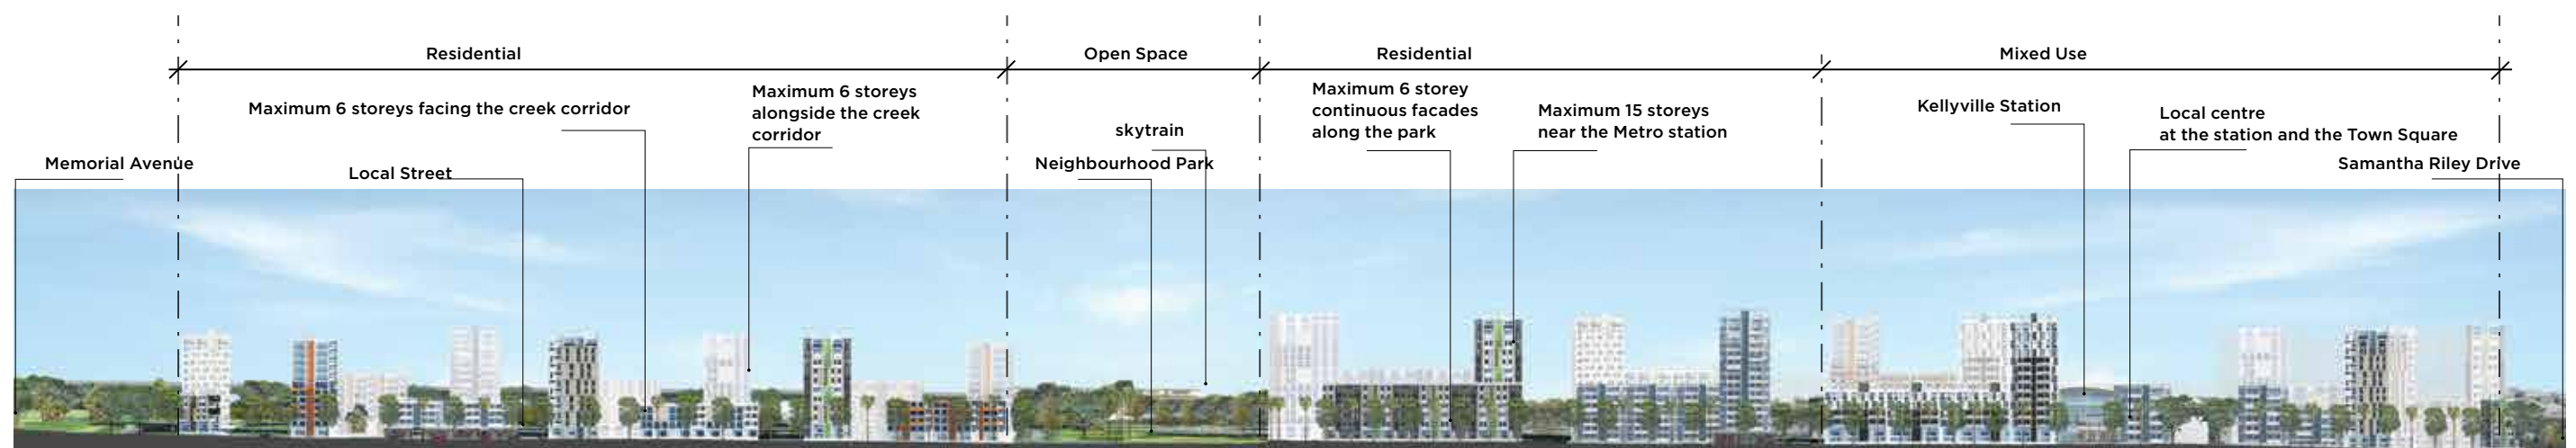 Residential
Open Space
Residential
Mixed Use
Maximum 6 storeys facing the creek corridor
Maximum 6 storeys
alongside the creek
corridor
skytrain
Maximum 6 storey
continuous facades
along the park
Maximum 15 storeys
near the Metro station
Kellyville Station
Local centre
at the station and the Town Square
Memorial Avenue
Local Street
Neighbourhood Park
Samantha Riley Drive